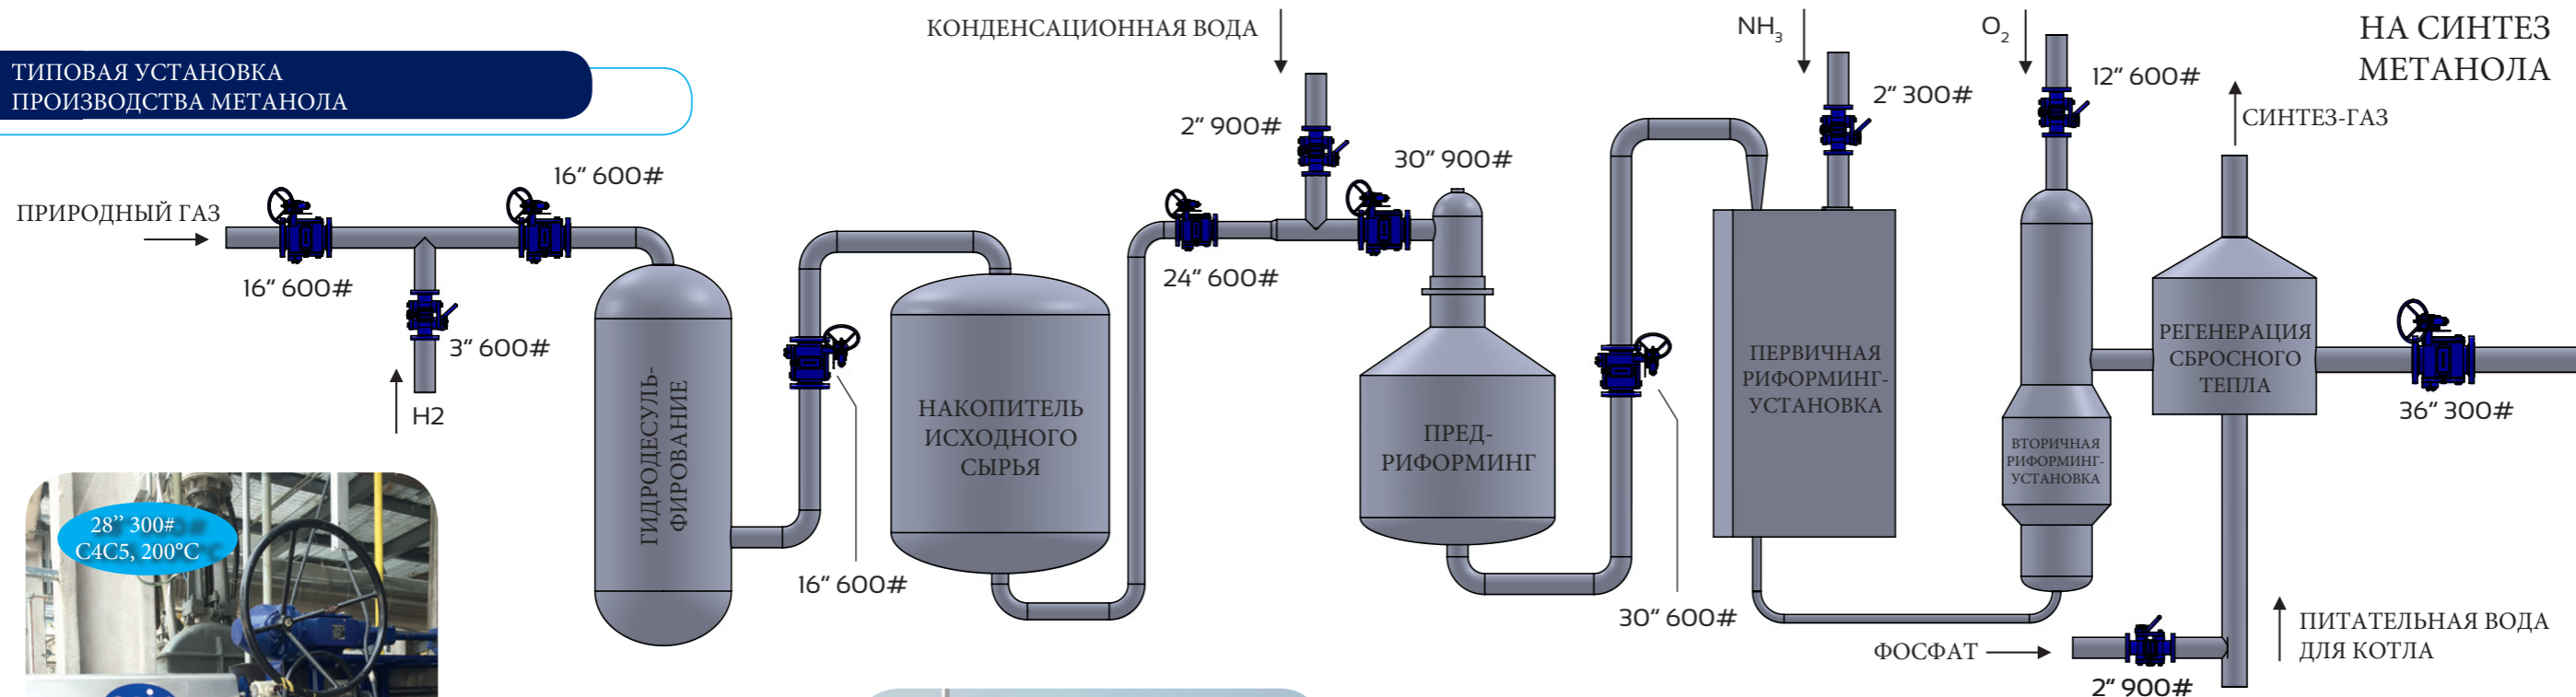 ТИПОВАЯ УСТАНОВКА
ПРОИЗВОДСТВА МЕТАНОЛА
КОНДЕНСАЦИОННАЯ ВОДА
NH₃
O₂
НА СИНТЕЗ
МЕТАНОЛА
12“ 600#
2“ 300#
СИНТЕЗ-ГАЗ
2“ 900#
30“ 900#
16“ 600#
ПРИРОДНЫЙ ГАЗ
16“ 600#
24“ 600#
3“ 600#
H2
ГИДРОДЕСУЛЬ-
ФИРОВАНИЕ
16“ 600#
НАКОПИТЕЛЬ
ИСХОДНОГО
СЫРЬЯ
ПРЕД-
РИФОРМИНГ
30“ 600#
ПЕРВИЧНАЯ
РИФОРМИНГ-
УСТАНОВКА
ВТОРИЧНАЯ
РИФОРМИНГ-
УСТАНОВКА
РЕГЕНЕРАЦИЯ
СБРОСНОГО
ТЕПЛА
36“ 300#
ФОСФАТ
2“ 900#
ПИТАТЕЛЬНАЯ ВОДА
ДЛЯ КОТЛА
28’’ 300#
C4C5, 200°C